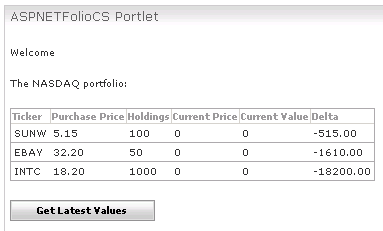 ASPNETFolioCS Portlet
Welcome
The NASDAQ portfolio:
Ticker Purchase Price Holdings Current Price Current Value Delta
SUNW 5.15 100 0 0 -515.00
EBAY 32.20 50 0 0 -1610.00
INTC 18.20 1000 0 0 -18200.00
Get Latest Values